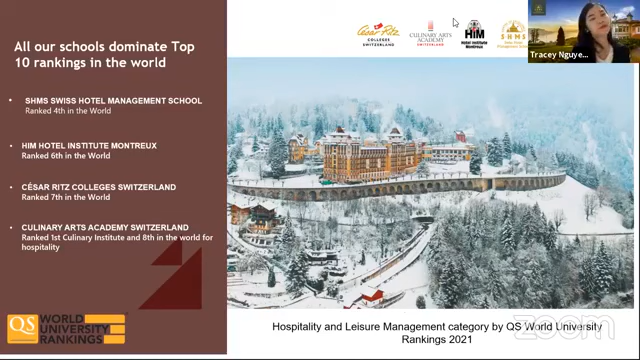 All our schools dominate Top
10 rankings in the world
• SHMS SWISS HOTEL MANAGEMENT SCHOOL
Ranked 4th in the World
• HIM HOTEL INSTITUTE MONTREUX
Ranked 6th in the World
• CÉSAR RITZ COLLEGES SWITZERLAND
Ranked 7th in the World
• CULINARY ARTS ACADEMY SWITZERLAND
Ranked 1st Culinary Institute and 8th in the world for
hospitality
QS WORLD
UNIVERSITY
RANKINGS
César Ritz
COLLEGES
SWITZERLAND
CULINARY ARTS
ACADEMY
SWITZERLAND
HIM
Hotel Institute
Montreux
SHMS
Tracey Nguye...
Hospitality and Leisure Management category by QS World University
Rankings 2021
zoom